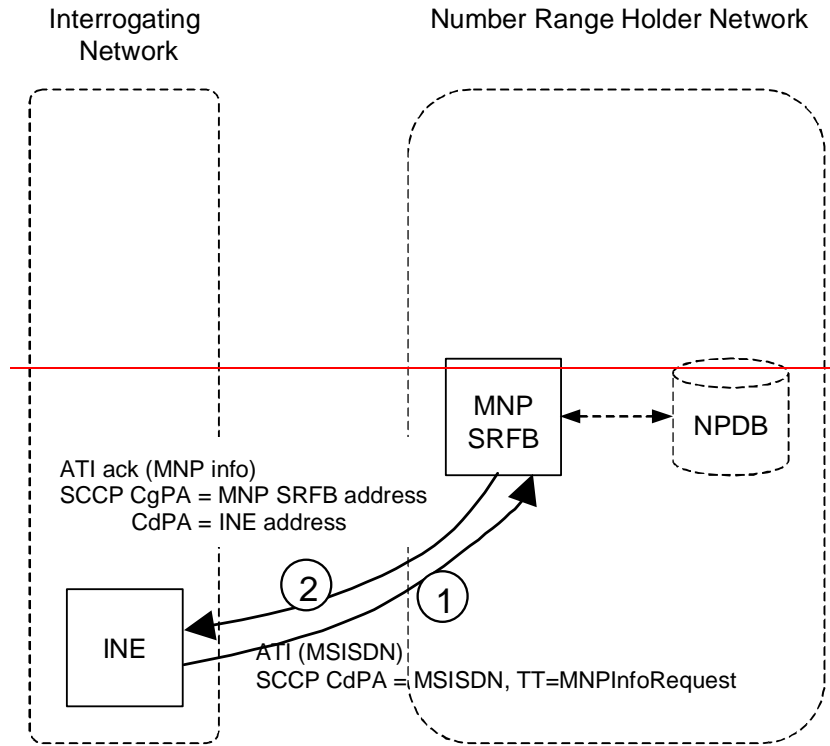 Interrogating
Network
Number Range Holder Network
MNP
SRFB
NPDB
ATI ack (MNP info)
SCCP CgPA = MNP SRFB address
CdPA = INE address
2
1
INE
ATI (MSISDN)
SCCP CdPA = MSISDN, TT=MNPInfoRequest